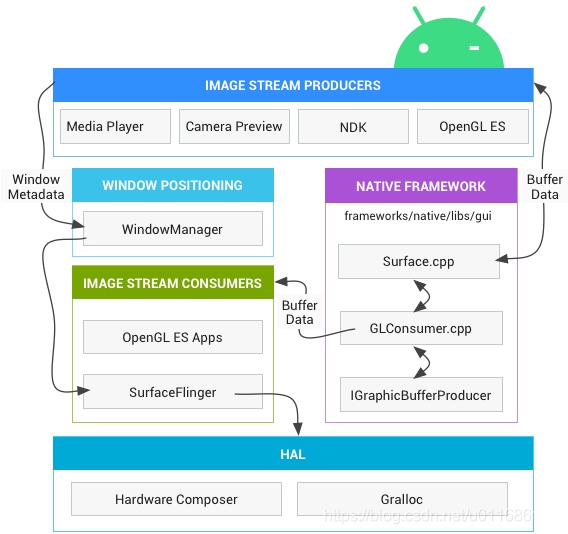 IMAGE STREAM PRODUCERS
Media Player
Camera Preview
NDK
OpenGL ES
Window
Metadata
WINDOW POSITIONING
WindowManager
NATIVE FRAMEWORK
frameworks/native/libs/gui
Buffer
Data
Surface.cpp
IMAGE STREAM CONSUMERS
Buffer
Data
OpenGL ES Apps
GLConsumer.cpp
SurfaceFlinger
IGraphicBufferProducer
HAL
Hardware Composer
Gralloc
https://blog.csdn.net/u011686